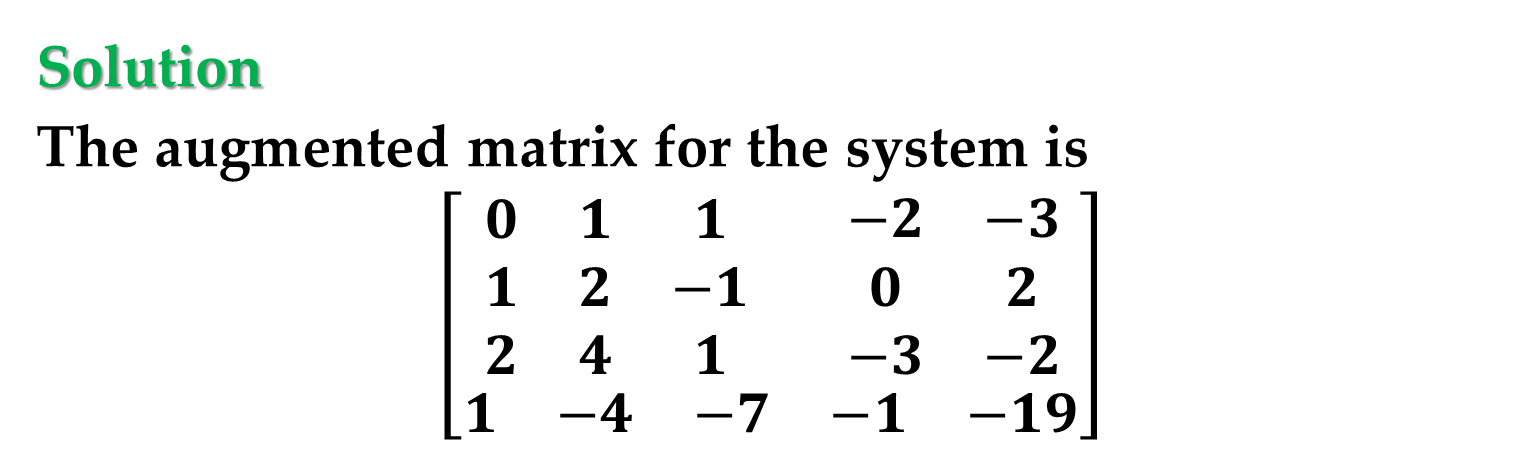 Solution
The augmented matrix for the system is
0 1 1 −2 −3
1 2 −1 0 2
2 4 1 −3 −2
1 −4 −7 −1 −19